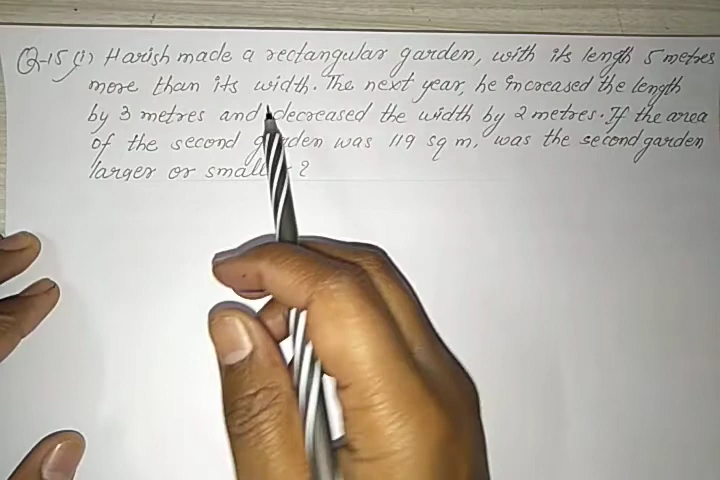 Q-15 (i) Harish made a rectangular garden, with its length 5 metres
more than its width. The next year, he increased the length
by 3 metres and decreased the width by 2 metres. If the area
of the second garden was 119 sq m, was the second garden
larger or smaller ?